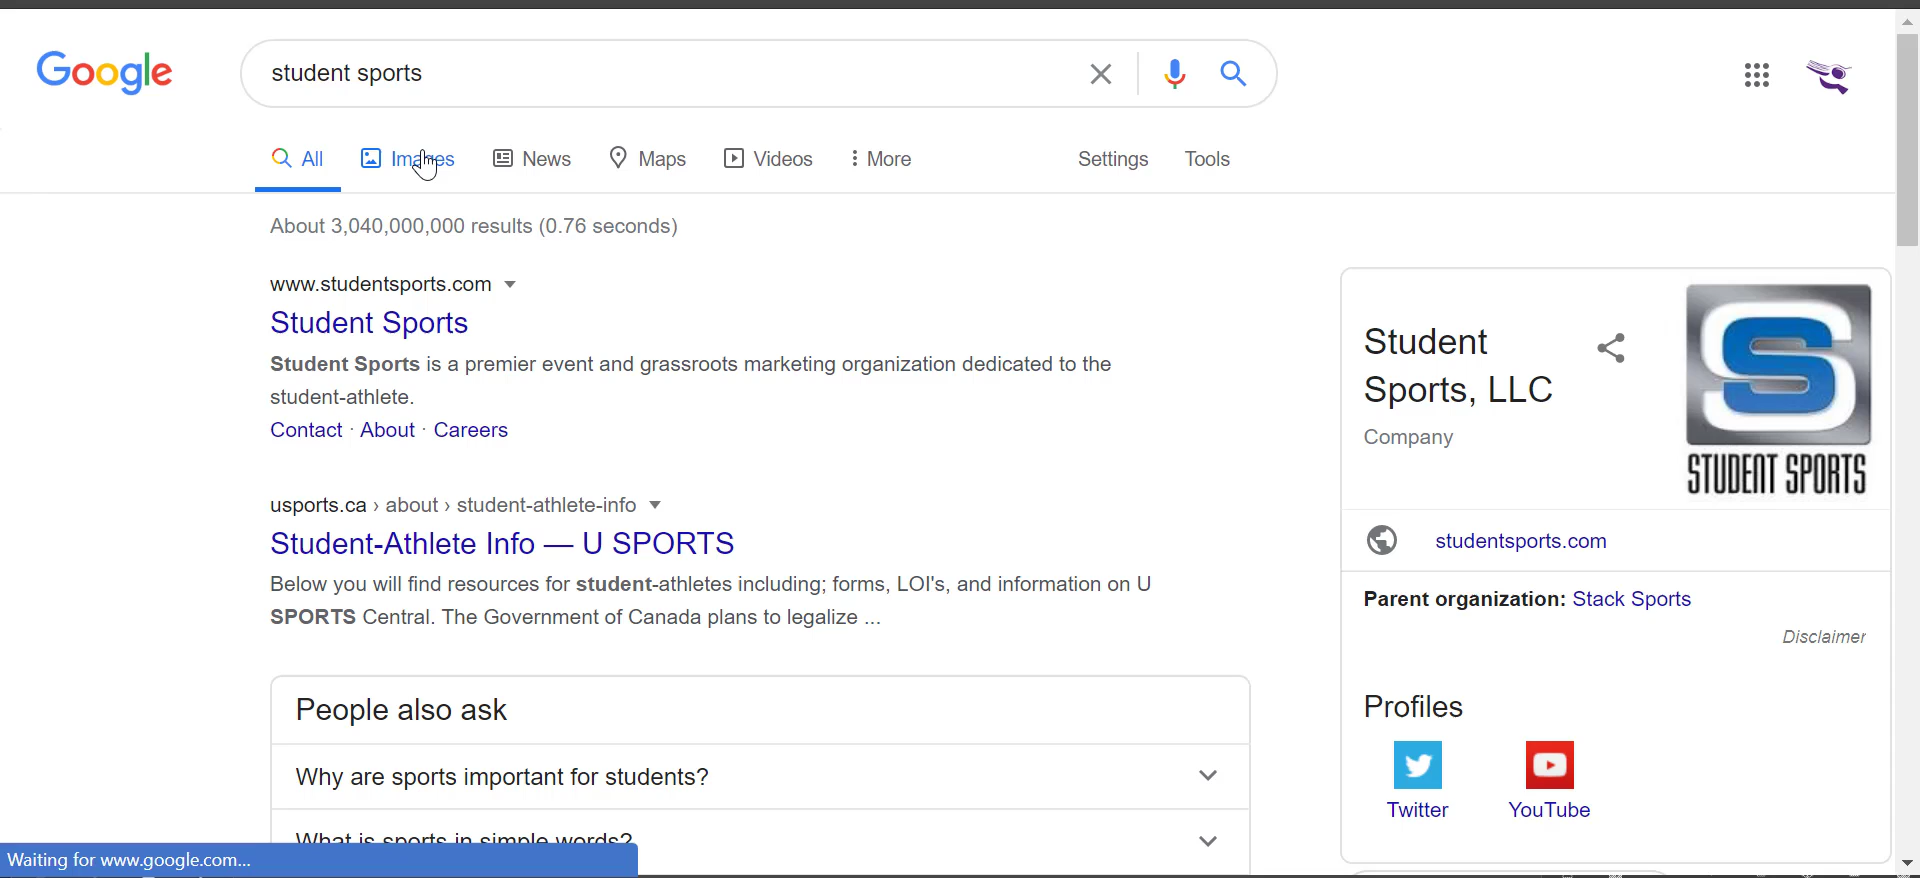 Google
student sports
All
Images
News
Maps
Videos
More
Settings
Tools
About 3,040,000,000 results (0.76 seconds)
www.studentsports.com
Student Sports
Student Sports is a premier event and grassroots marketing organization dedicated to the
student-athlete.
Contact · About · Careers
usports.ca › about › student-athlete-info
Student-Athlete Info — U SPORTS
Below you will find resources for student-athletes including; forms, LOI's, and information on U
SPORTS Central. The Government of Canada plans to legalize ...
People also ask
Why are sports important for students?
What is sports in simple words?
Waiting for www.google.com...
Student
Sports, LLC
Company
S
STUDENT SPORTS
studentsports.com
Parent organization: Stack Sports
Disclaimer
Profiles
Twitter
YouTube